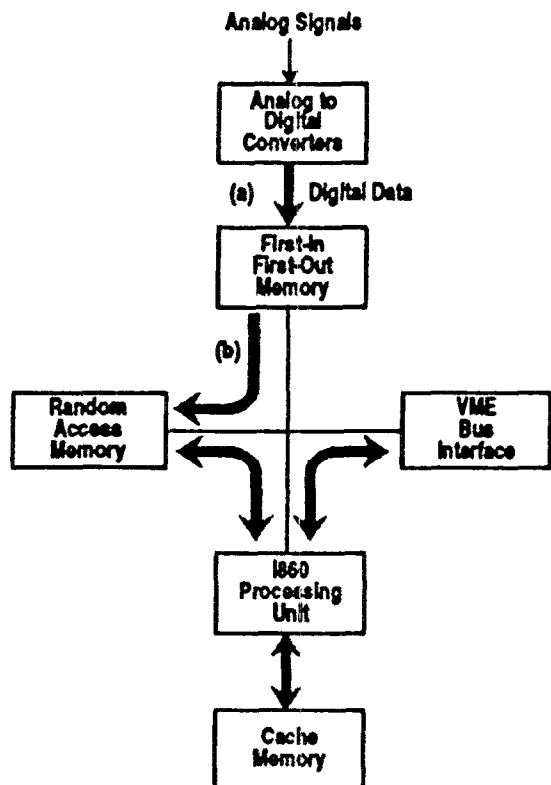 Analog Signals
Analog to
Digital
Converters
(a)
Digital Data
First-In
First-Out
Memory
(b)
Random
Access
Memory
VME
Bus
Interface
i860
Processing
Unit
Cache
Memory